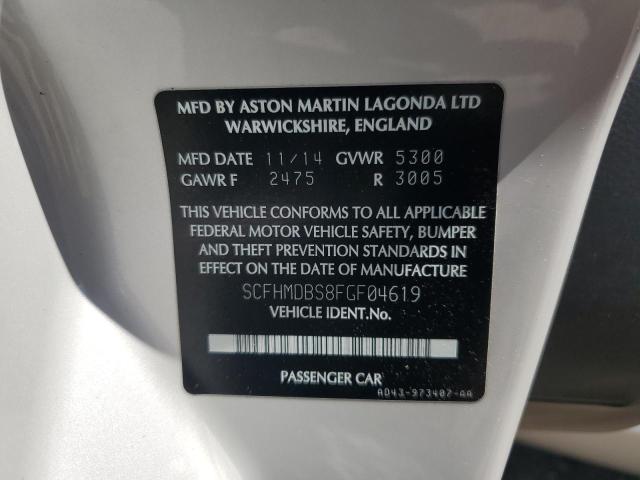 MFD BY ASTON MARTIN LAGONDA LTD
WARWICKSHIRE, ENGLAND
MFD DATE 11/14 GVWR 5300
GAWR F 2475 R 3005
THIS VEHICLE CONFORMS TO ALL APPLICABLE
FEDERAL MOTOR VEHICLE SAFETY, BUMPER
AND THEFT PREVENTION STANDARDS IN
EFFECT ON THE DATE OF MANUFACTURE
SCFHMDBS8FGF04619
VEHICLE IDENT.No.
PASSENGER CAR
AD43-973407-AA